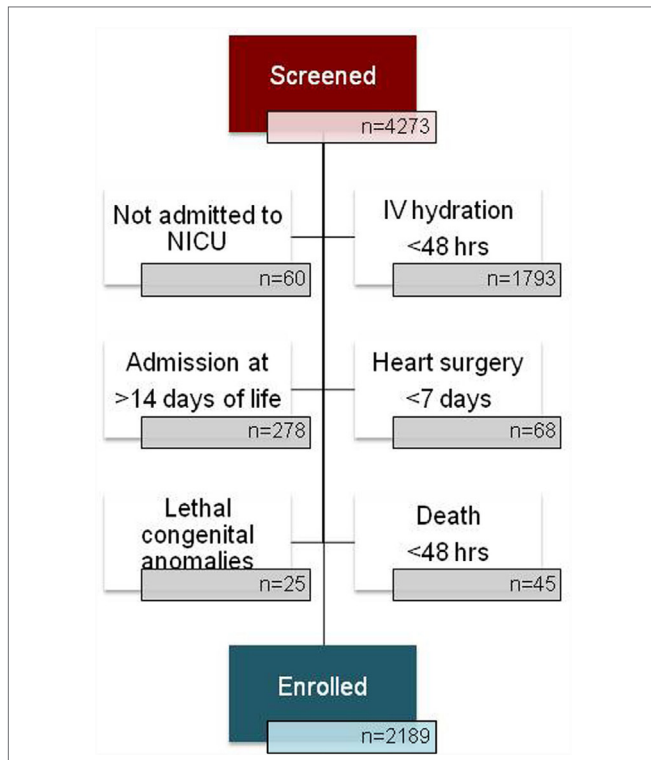 Screened
n=4273
Not admitted to
NICU
n=60
IV hydration
<48 hrs
n=1793
Admission at
>14 days of life
n=278
Heart surgery
<7 days
n=68
Lethal
congenital
anomalies
n=25
Death
<48 hrs
n=45
Enrolled
n=2189